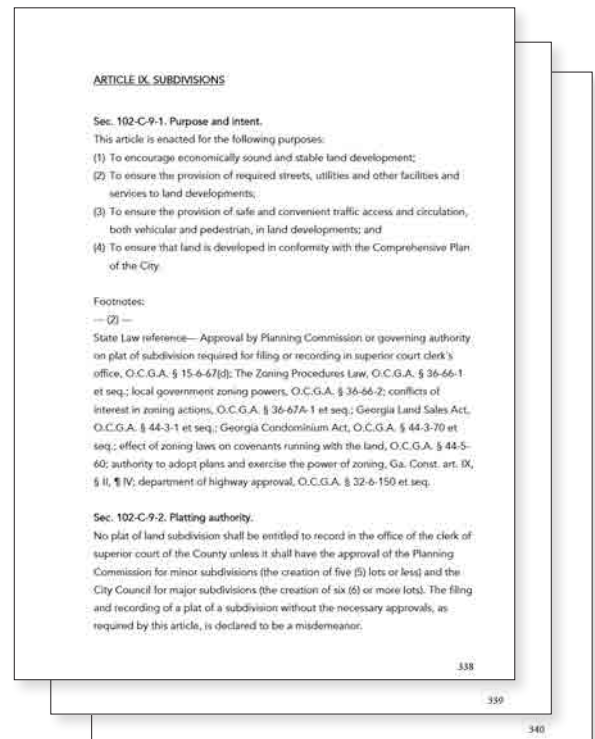 ARTICLE IX. SUBDIVISIONS
Sec. 102-C-9-1. Purpose and intent.
This article is enacted for the following purposes:
(1) To encourage economically sound and stable land development;
(2) To ensure the provision of required streets, utilities and other facilities and
services to land developments;
(3) To ensure the provision of safe and convenient traffic access and circulation,
both vehicular and pedestrian, in land developments; and
(4) To ensure that land is developed in conformity with the Comprehensive Plan
of the City.
Footnotes:
— (2) —
State Law reference— Approval by Planning Commission or governing authority
on plat of subdivision required for filing or recording in superior court clerk's
office, O.C.G.A. § 15-6-67(d); The Zoning Procedures Law, O.C.G.A. § 36-66-1
et seq.; local government zoning powers, O.C.G.A. § 36-66-2; conflicts of
interest in zoning actions, O.C.G.A. § 36-67A-1 et seq.; Georgia Land Sales Act,
O.C.G.A. § 44-3-1 et seq.; Georgia Condominium Act, O.C.G.A. § 44-3-70 et
seq.; effect of zoning laws on covenants running with the land, O.C.G.A. § 44-5-
60; authority to adopt plans and exercise the power of zoning, Ga. Const. art. IX,
§ II, ¶ IV; department of highway approval, O.C.G.A. § 32-6-150 et seq.
Sec. 102-C-9-2. Platting authority.
No plat of land subdivision shall be entitled to record in the office of the clerk of
superior court of the County unless it shall have the approval of the Planning
Commission for minor subdivisions (the creation of five (5) lots or less) and the
City Council for major subdivisions (the creation of six (6) or more lots). The filing
and recording of a plat of a subdivision without the necessary approvals, as
required by this article, is declared to be a misdemeanor.
338
339
340